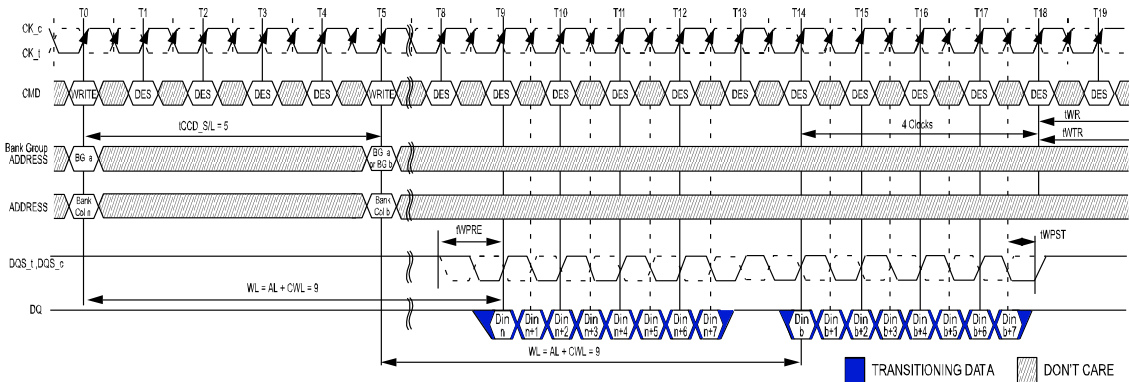 T0 T1 T2 T3 T4 T5 T8 T9 T10 T11 T12 T13 T14 T15 T16 T17 T18 T19
CK_c
CK_t
CMD WRITE DES DES DES DES WRITE DES DES DES DES DES DES DES DES DES DES DES DES
tCCD_S/L = 5
4 Clocks
tWR
tWTR
Bank Group
ADDRESS
BG a
BG a
or BG b
ADDRESS
Bank
Col n
Bank
Col b
tWPRE
tWPST
DQS_t ,DQS_c
WL = AL + CWL = 9
DQ
Din
n
Din
n+1
Din
n+2
Din
n+3
Din
n+4
Din
n+5
Din
n+6
Din
n+7
Din
b
Din
b+1
Din
b+2
Din
b+3
Din
b+4
Din
b+5
Din
b+6
Din
b+7
WL = AL + CWL = 9
TRANSITIONING DATA
DON'T CARE